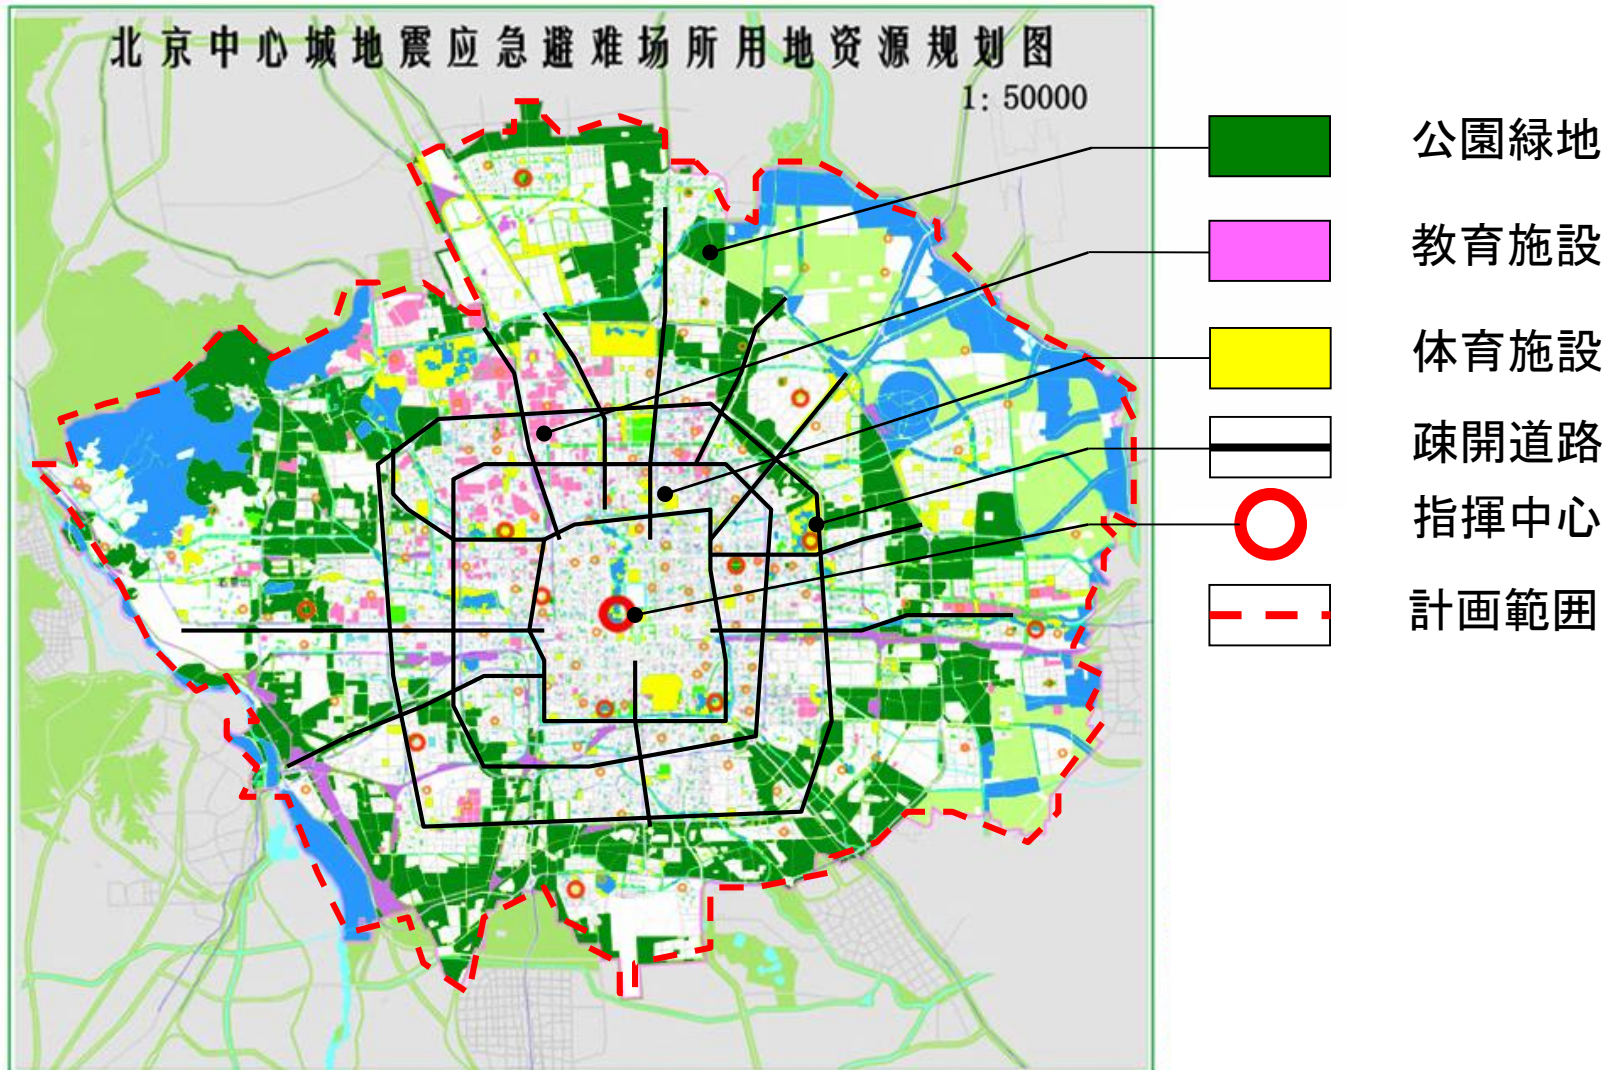 北京中心城地震应急避难场所用地资源规划图
1: 50000
公園緑地
教育施設
体育施設
疎開道路
指揮中心
計画範囲